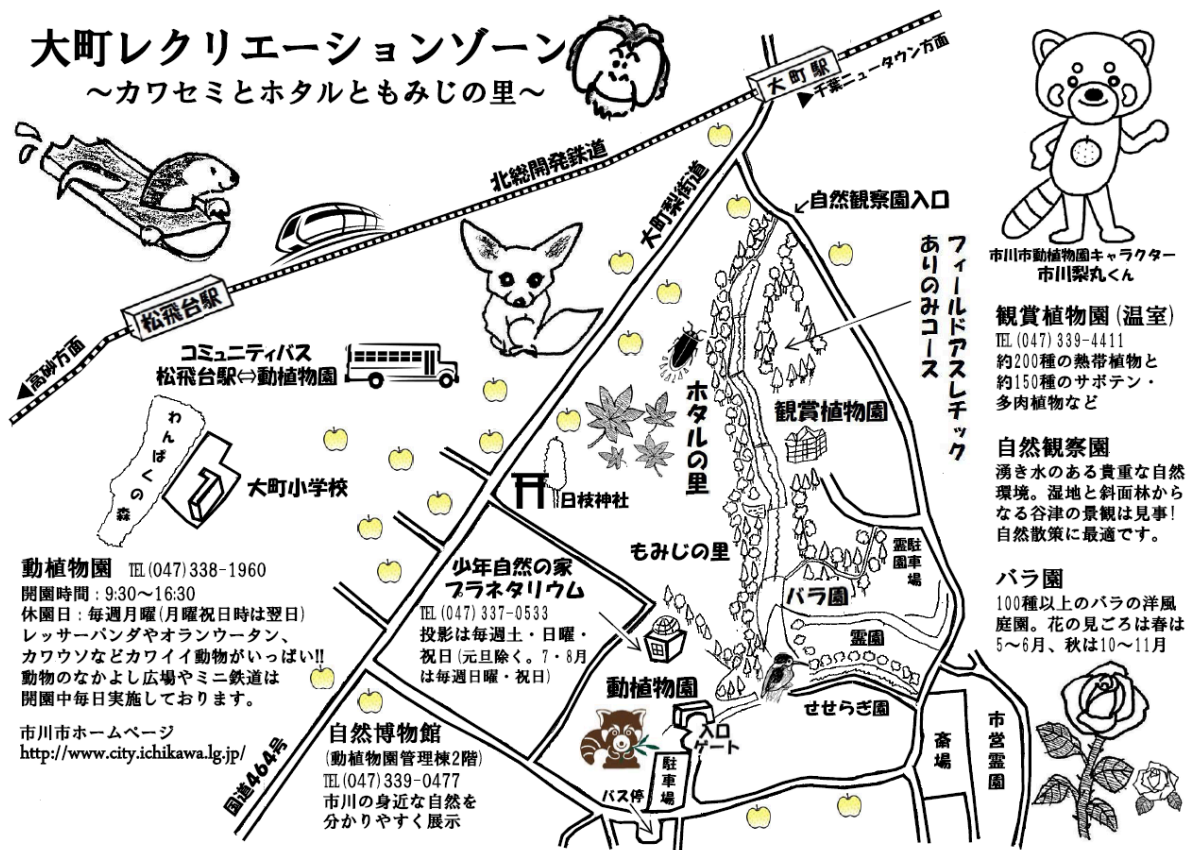 大町レクリエーションゾーン
～カワセミとホタルともみじの里～
大町駅
▶千葉ニュータウン方面
北総開発鉄道
大町梨街道
松飛台駅
◀高砂方面
コミュニティバス
松飛台駅⇔動植物園
自然観察園入口
フィールドアスレチック
ありのみコース
市川市動植物園キャラクター
市川梨丸くん
観賞植物園(温室)
TEL(047)339-4411
約200種の熱帯植物と
約150種のサボテン・
多肉植物など
自然観察園
湧き水のある貴重な自然
環境。湿地と斜面林から
なる谷津の景観は見事!
自然散策に最適です。
バラ園
100種以上のバラの洋風
庭園。花の見ごろは春は
5～6月、秋は10～11月
わんぱくの森
大町小学校
ホタルの里
観賞植物園
日枝神社
もみじの里
バラ園
霊園
駐車場
霊園
せせらぎ園
斎場
市営霊園
動植物園 TEL(047)338-1960
開園時間：9:30～16:30
休園日：毎週月曜(月曜祝日時は翌日)
レッサーパンダやオランウータン、
カワウソなどカワイイ動物がいっぱい!!
動物のなかよし広場やミニ鉄道は
開園中毎日実施しております。
市川市ホームページ
http://www.city.ichikawa.lg.jp/
少年自然の家
プラネタリウム
TEL(047)337-0533
投影は毎週土・日曜・
祝日(元旦除く。7・8月
は毎週日曜・祝日)
動植物園
入口
ゲート
駐車場
バス停
国道464号
自然博物館
(動植物園管理棟2階)
TEL(047)339-0477
市川の身近な自然を
分かりやすく展示